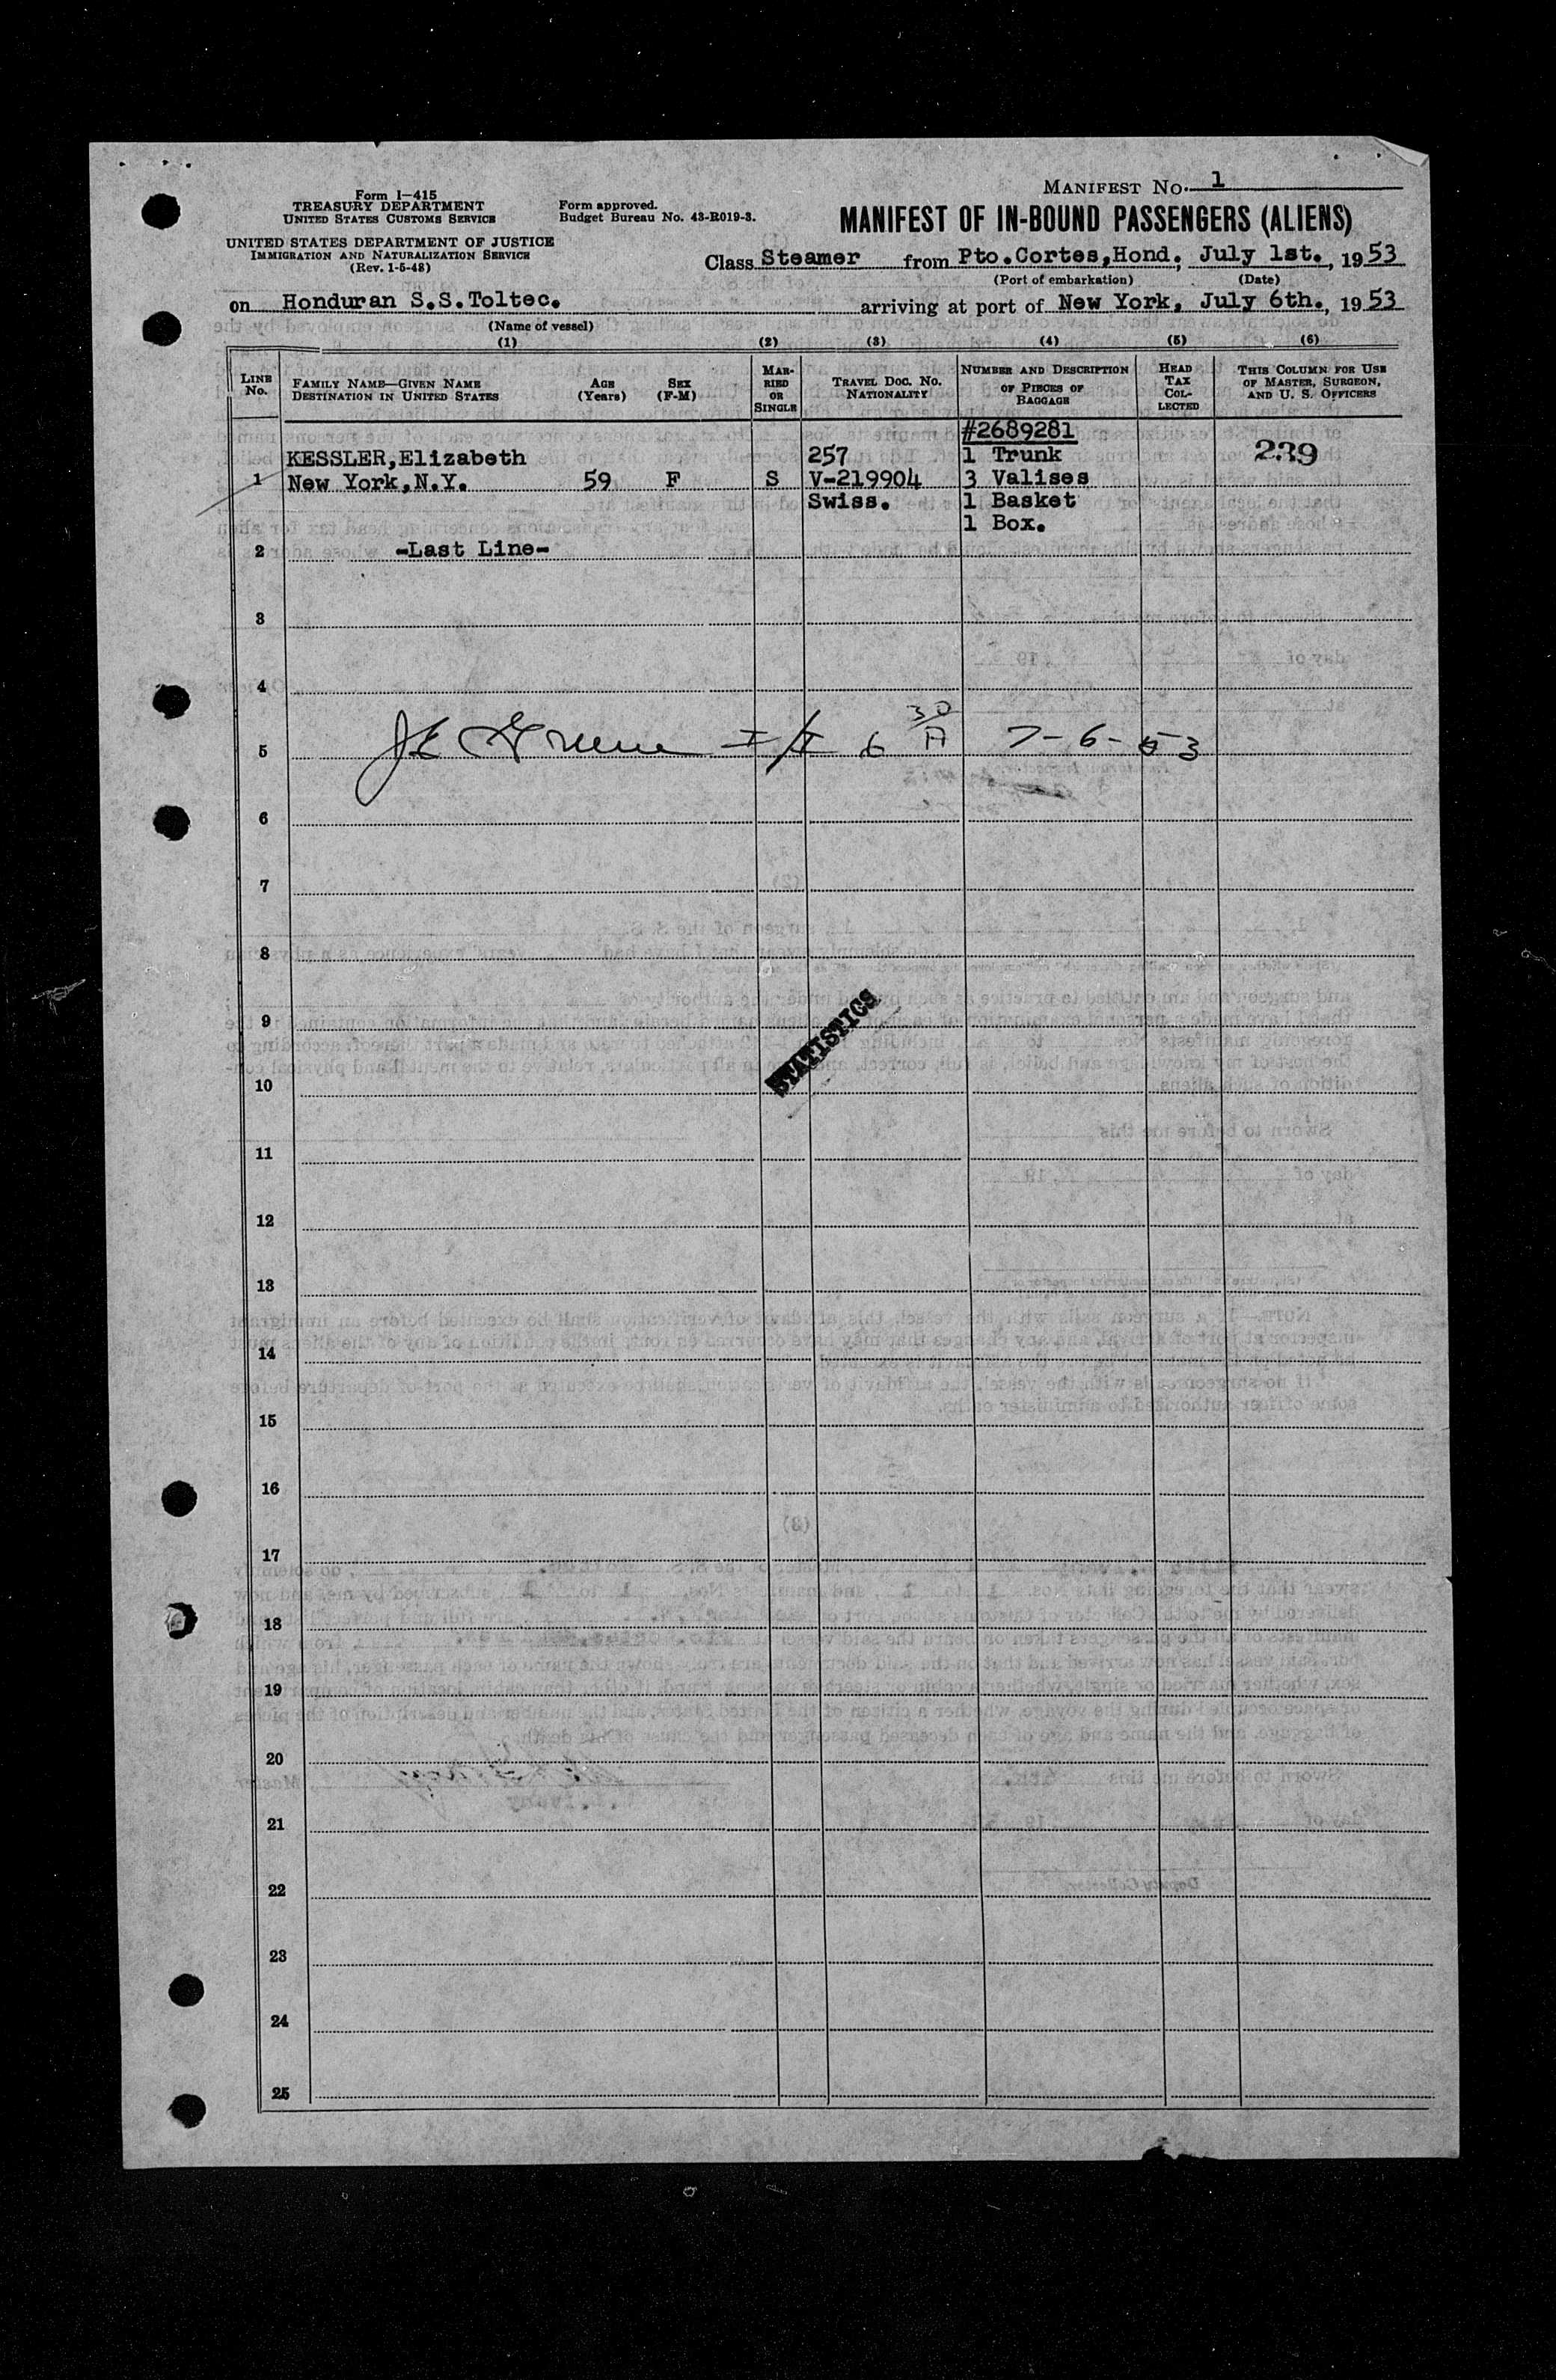 MANIFEST NO. 1
Form I-415
TREASURY DEPARTMENT
UNITED STATES CUSTOMS SERVICE
Form approved.
Budget Bureau No. 43-R019-3.
MANIFEST OF IN-BOUND PASSENGERS (ALIENS)
UNITED STATES DEPARTMENT OF JUSTICE
IMMIGRATION AND NATURALIZATION SERVICE
(Rev. 1-5-48)
Class Steamer from Pto.Cortes,Hond., July 1st., 1953
(Port of embarkation) (Date)
on Honduran S.S.Toltec. arriving at port of New York, July 6th., 1953
(Name of vessel)
(1) (2) (3) (4) (5) (6)
LINE NO. FAMILY NAME—GIVEN NAME DESTINATION IN UNITED STATES AGE (Years) SEX (F-M) MARRIED OR SINGLE TRAVEL DOC. NO. NATIONALITY NUMBER AND DESCRIPTION OF PIECES OF BAGGAGE HEAD TAX COLLECTED THIS COLUMN FOR USE OF MASTER, SURGEON, AND U. S. OFFICERS
#2689281
KESSLER,Elizabeth 257 1 Trunk 239
1 New York,N.Y. 59 F S V-219904 3 Valises
Swiss. 1 Basket
1 Box.
2 -Last Line-
3
4
5 6 30 A 7-6-53
6
7
8
9
STATISTICS
10
11
12
13
14
15
16
17
18
19
20
21
22
23
24
25